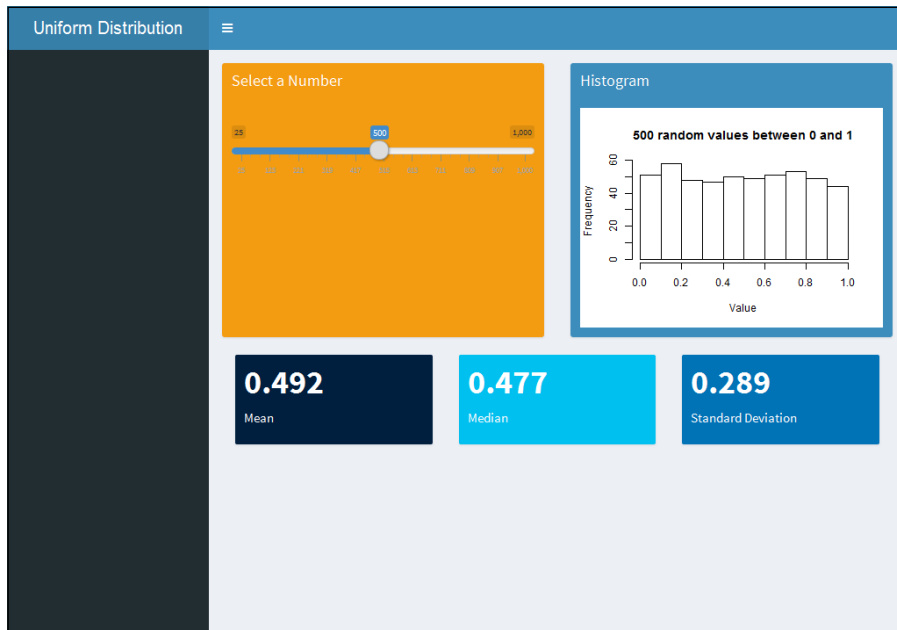 Uniform Distribution
Select a Number
25 500 1,000
Histogram
500 random values between 0 and 1
Frequency
60
40
20
0
0.0 0.2 0.4 0.6 0.8 1.0
Value
0.492
Mean
0.477
Median
0.289
Standard Deviation